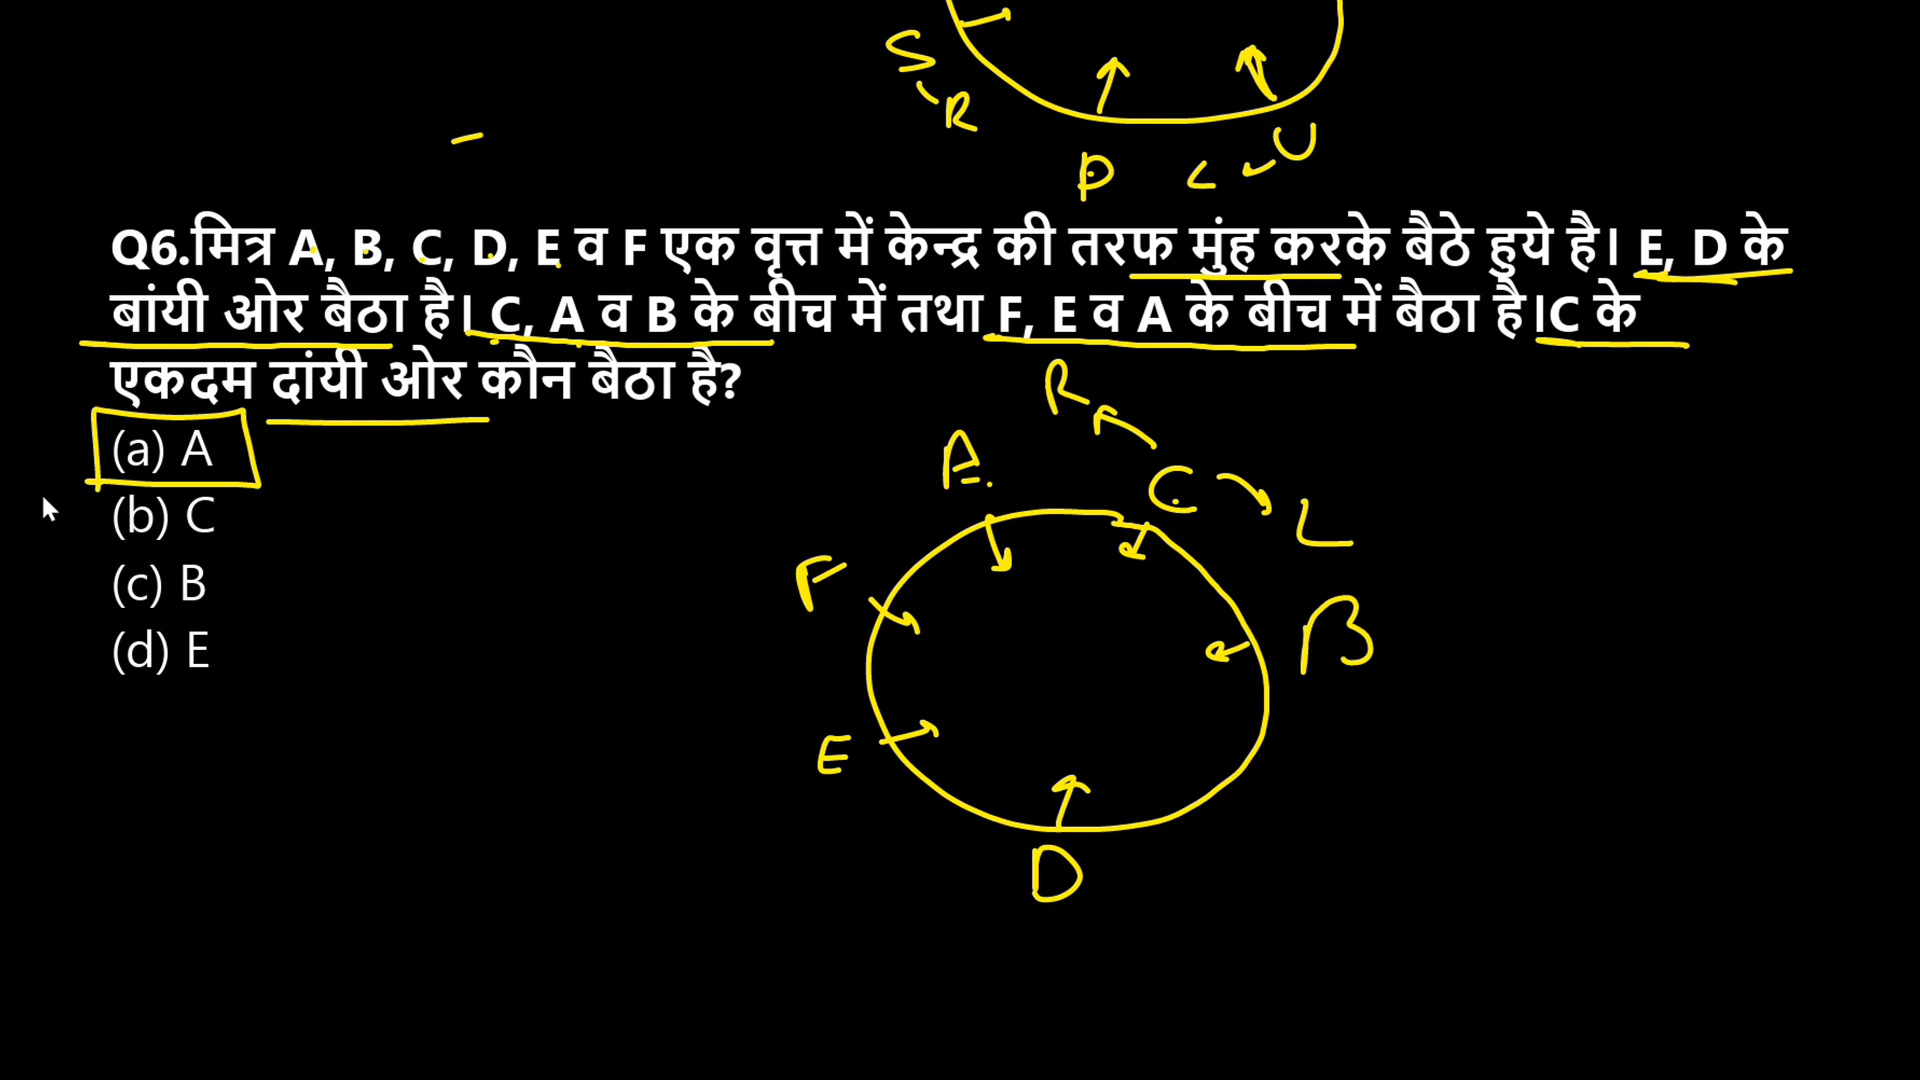 S
R
P L U
Q6.मित्र A, B, C, D, E व F एक वृत्त में केन्द्र की तरफ मुंह करके बैठे हुये है। E, D के
बांयी ओर बैठा है। C, A व B के बीच में तथा F, E व A के बीच में बैठा है।C के
एकदम दांयी ओर कौन बैठा है?
(a) A
(b) C
(c) B
(d) E
R
A C L
F B
E
D